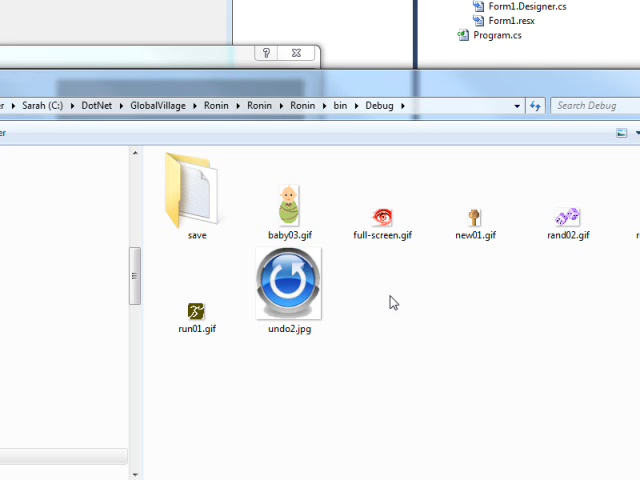 Form1.Designer.cs
Form1.resx
Program.cs
?
Sarah (C:) DotNet GlobalVillage Ronin Ronin Ronin bin Debug
Search Debug
save
baby03.gif
full-screen.gif
new01.gif
rand02.gif
run01.gif
undo2.jpg